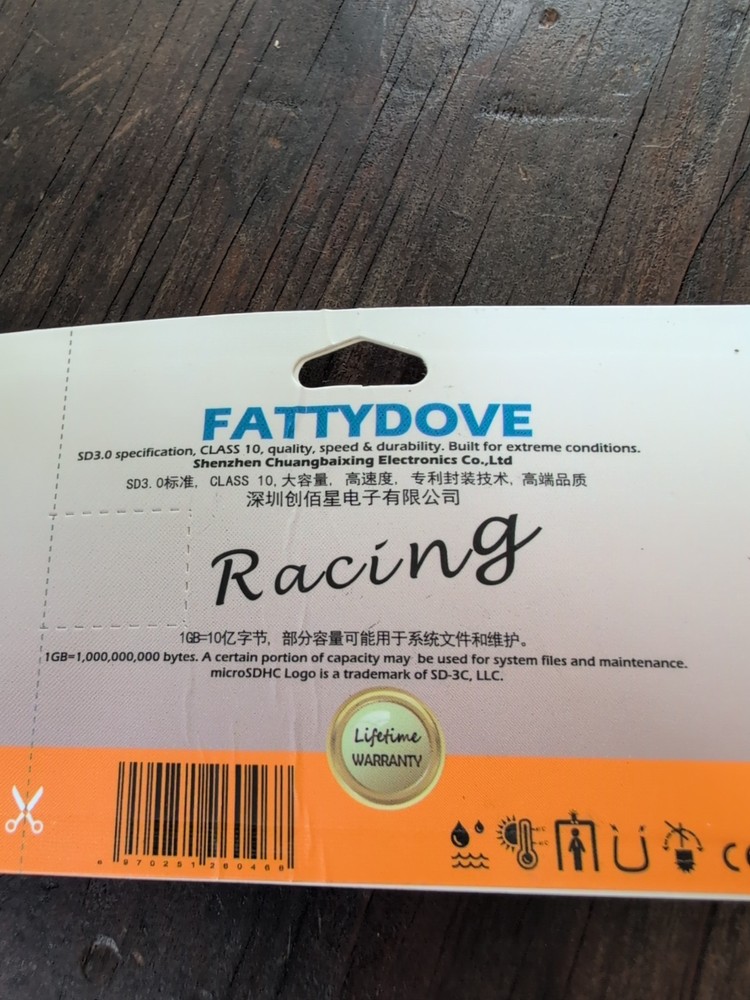 FATTYDOVE
SD3.0 specification, CLASS 10, quality, speed & durability. Built for extreme conditions.
Shenzhen Chuangbaixing Electronics Co.,Ltd
SD3.0标准, CLASS 10,大容量, 高速度, 专利封装技术, 高端品质
深圳创佰星电子有限公司
Racing
1GB=10亿字节, 部分容量可能用于系统文件和维护。
1GB=1,000,000,000 bytes. A certain portion of capacity may be used for system files and maintenance.
microSDHC Logo is a trademark of SD-3C, LLC.
Lifetime
WARRANTY
6 970251 260468